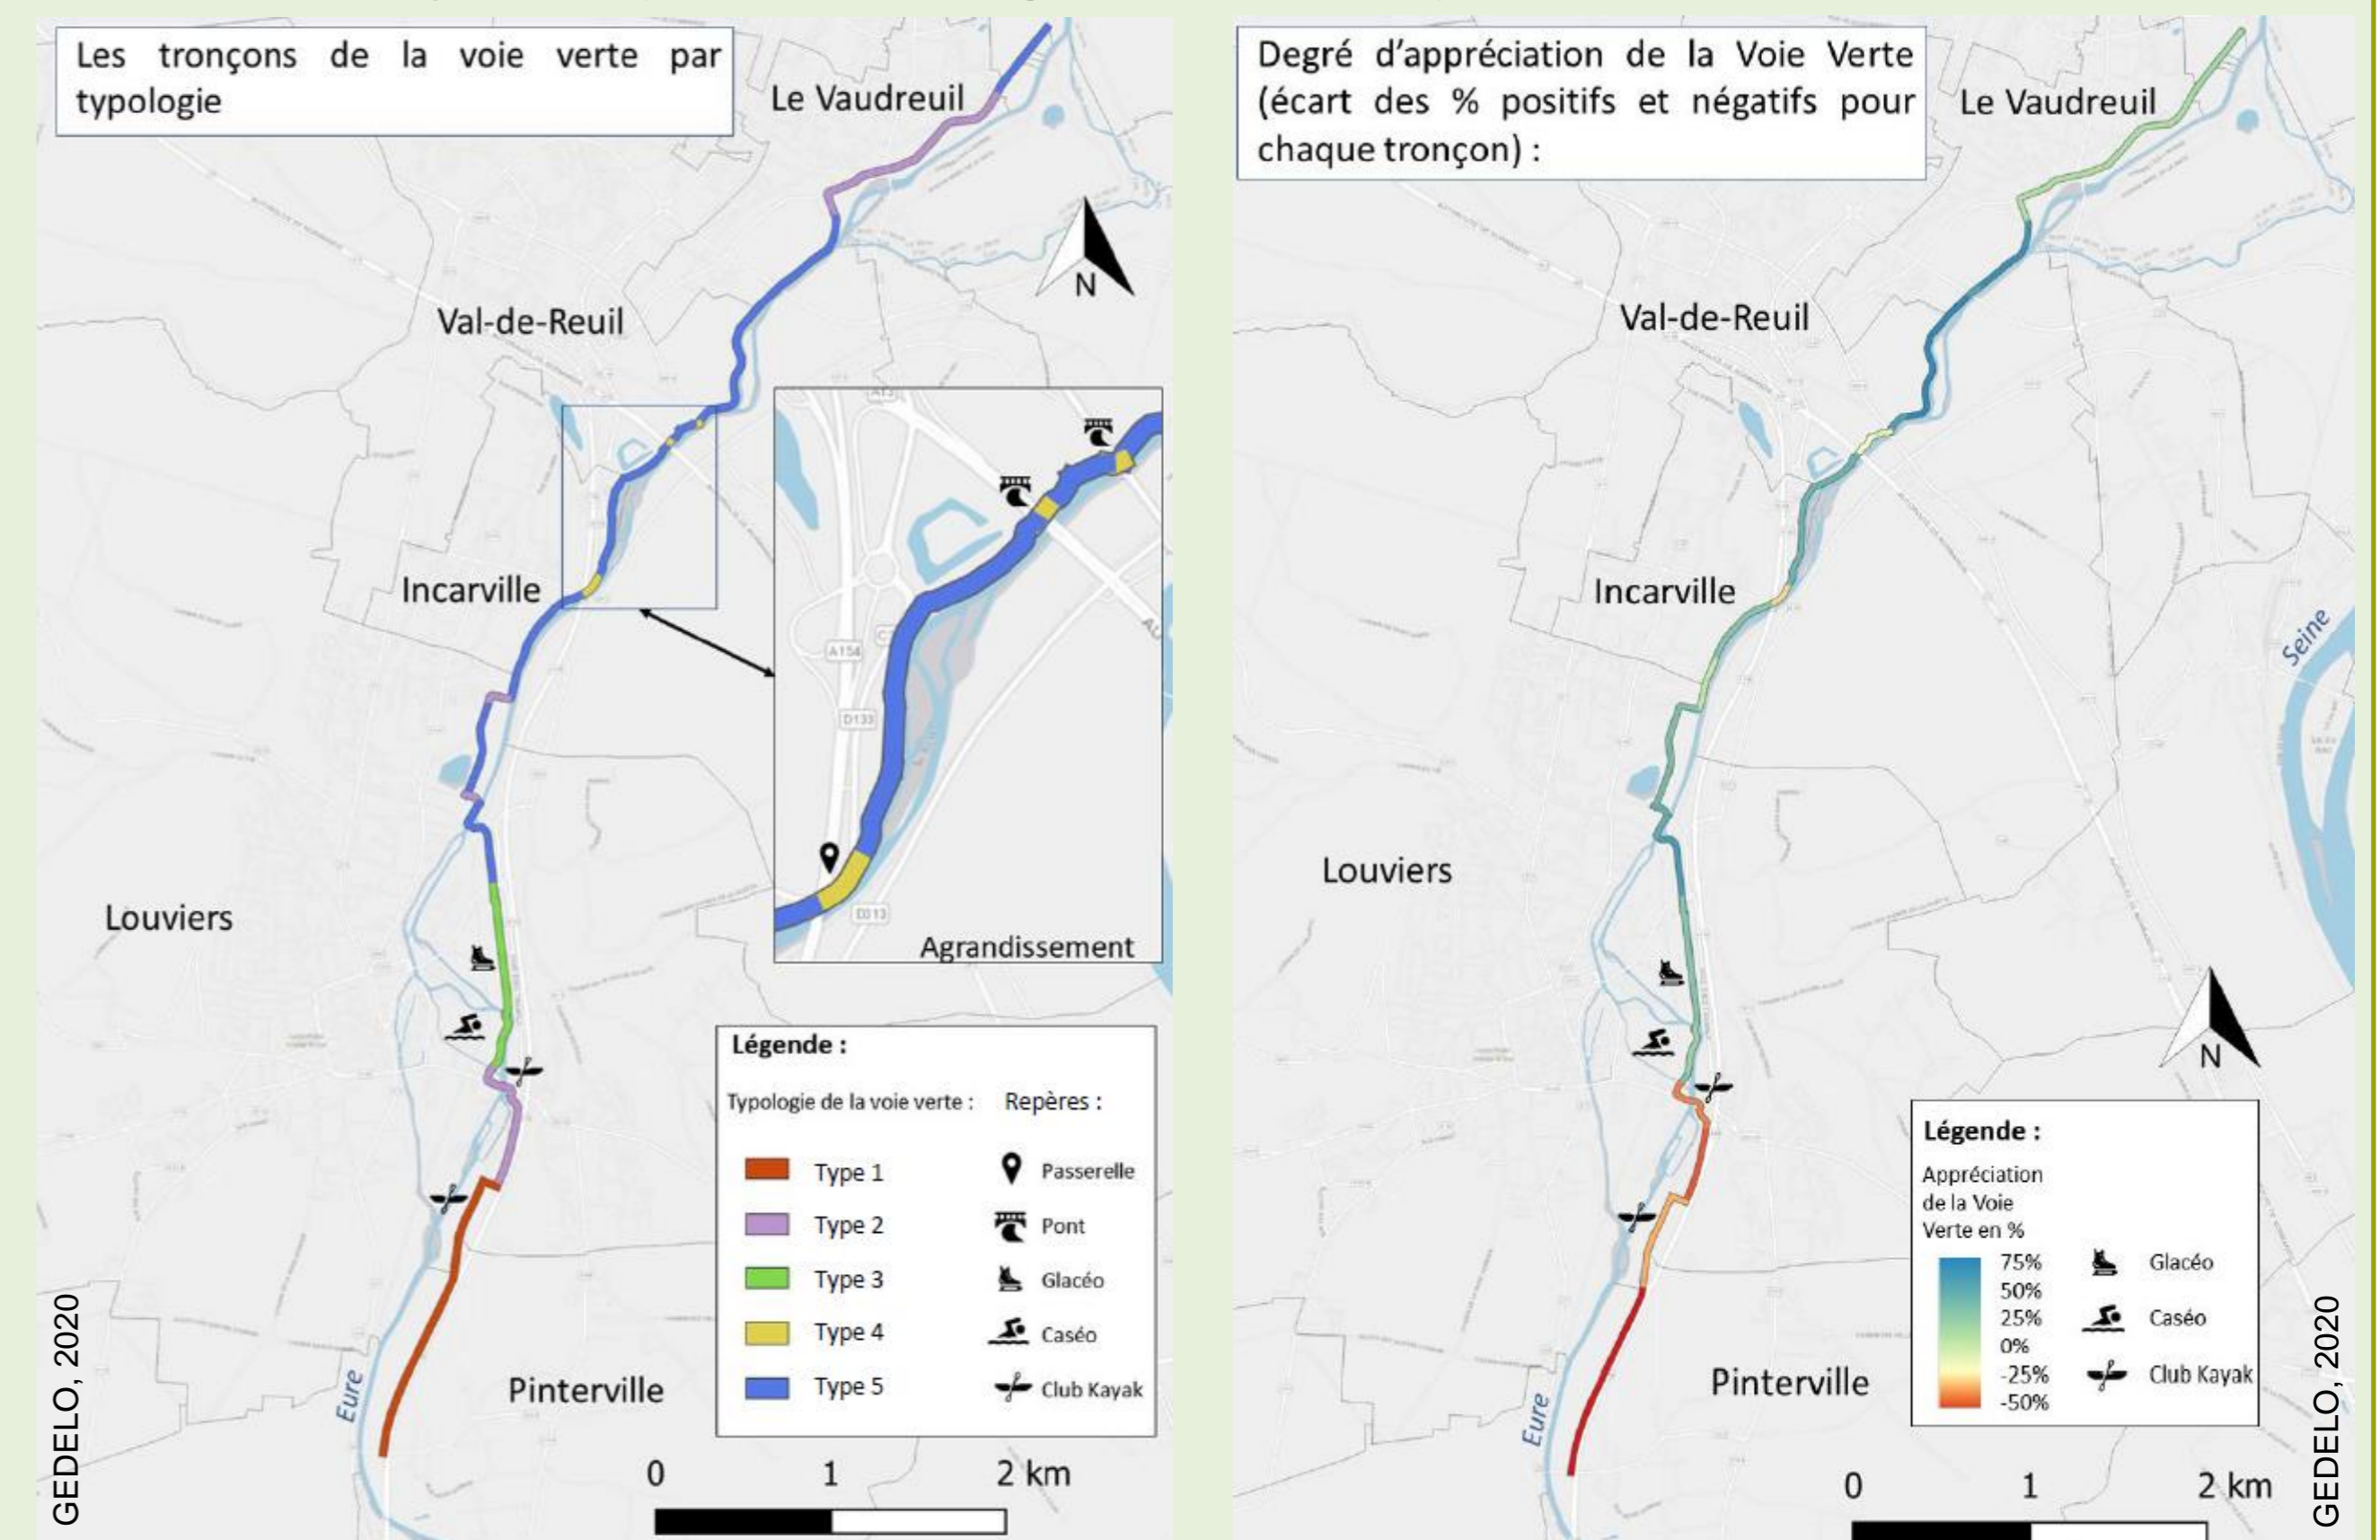 Les tronçons de la voie verte par
typologie
Le Vaudreuil
N
Val-de-Reuil
Incarville
Louviers
A13
A154
D133
D313
Agrandissement
Légende :
Typologie de la voie verte :
Repères :
Type 1
Passerelle
Type 2
Pont
Type 3
Glacéo
Type 4
Caséo
Type 5
Club Kayak
Pinterville
Eure
0
1
2 km
GEDELO, 2020
Degré d'appréciation de la Voie Verte
(écart des % positifs et négatifs pour
chaque tronçon) :
Le Vaudreuil
Val-de-Reuil
Incarville
Seine
Louviers
N
Légende :
Appréciation
de la Voie
Verte en %
75%
50%
25%
0%
-25%
-50%
Glacéo
Caséo
Club Kayak
Pinterville
Eure
0
1
2 km
GEDELO, 2020